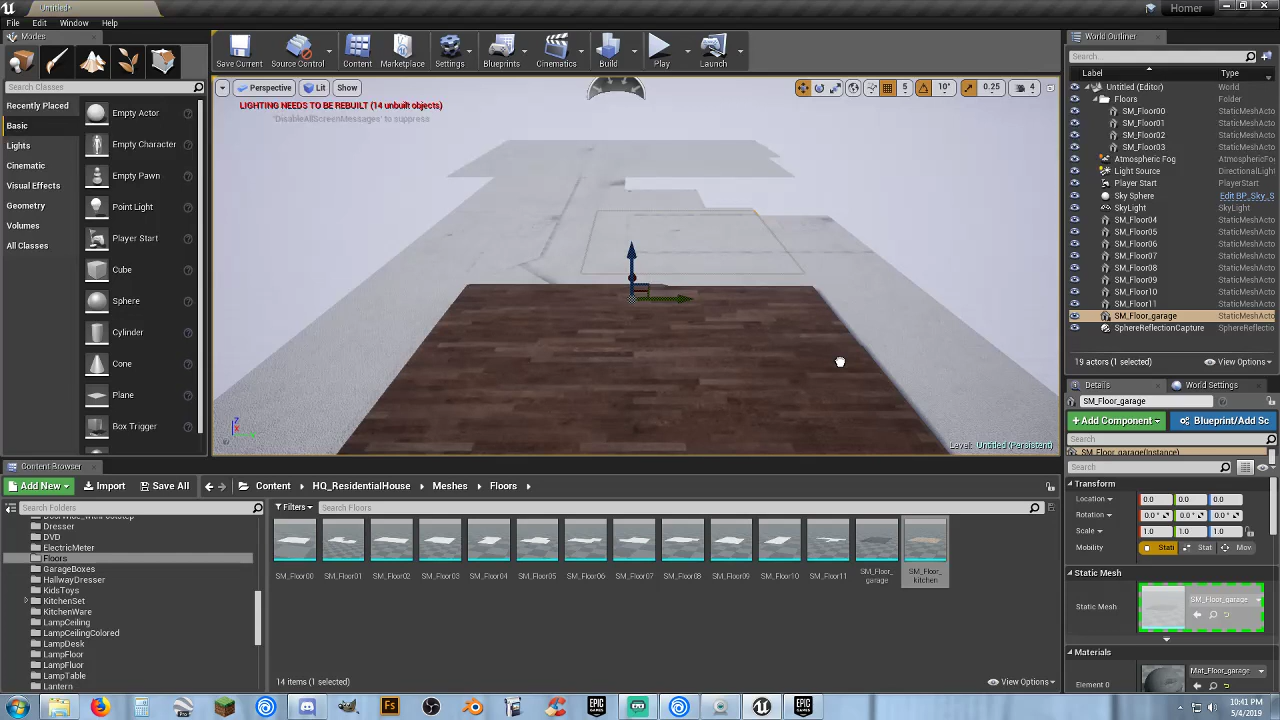 Untitled*
Homer
File Edit Window Help
Modes
Search Classes
Recently Placed
Basic
Lights
Cinematic
Visual Effects
Geometry
Volumes
All Classes
Empty Actor
Empty Character
Empty Pawn
Point Light
Player Start
Cube
Sphere
Cylinder
Cone
Plane
Box Trigger
Save Current Source Control Content Marketplace Settings Blueprints Cinematics Build Play Launch
Perspective Lit Show 5 10° 0.25 4
LIGHTING NEEDS TO BE REBUILT (14 unbuilt objects)
'DisableAllScreenMessages' to suppress
Level: Untitled (Persistent)
World Outliner
Search...
Label Type
Untitled (Editor) World
Floors Folder
SM_Floor00 StaticMeshActo
SM_Floor01 StaticMeshActo
SM_Floor02 StaticMeshActo
SM_Floor03 StaticMeshActo
Atmospheric Fog AtmosphericF
Light Source DirectionalLigh
Player Start PlayerStart
Sky Sphere Edit BP_Sky_S
SkyLight SkyLight
SM_Floor04 StaticMeshActo
SM_Floor05 StaticMeshActo
SM_Floor06 StaticMeshActo
SM_Floor07 StaticMeshActo
SM_Floor08 StaticMeshActo
SM_Floor09 StaticMeshActo
SM_Floor10 StaticMeshActo
SM_Floor11 StaticMeshActo
SM_Floor_garage StaticMeshActo
SphereReflectionCapture SphereReflectio
19 actors (1 selected) View Options
Details World Settings
SM_Floor_garage
+Add Component Blueprint/Add Sc
Search
SM_Floor_garage(Instance)
Search
Transform
Location 0.0 0.0 0.0
Rotation 0.0° 0.0° 0.0°
Scale 1.0 1.0 1.0
Mobility Stati Stat Mov
Static Mesh
Static Mesh SM_Floor_garage
Materials
Element 0 Mat_Floor_garage
Content Browser
Add New Import Save All Content HQ_ResidentialHouse Meshes Floors
Search Folders
Filters Search Floors
Dresser
DVD
ElectricMeter
Floors
GarageBoxes
HallwayDresser
KidsToys
KitchenSet
KitchenWare
LampCeiling
LampCeilingColored
LampDesk
LampFloor
LampFluor
LampTable
Lantern
SM_Floor00 SM_Floor01 SM_Floor02 SM_Floor03 SM_Floor04 SM_Floor05 SM_Floor06 SM_Floor07 SM_Floor08 SM_Floor09 SM_Floor10 SM_Floor11 SM_Floor_garage SM_Floor_kitchen
14 items (1 selected) View Options
10:41 PM
5/4/2019